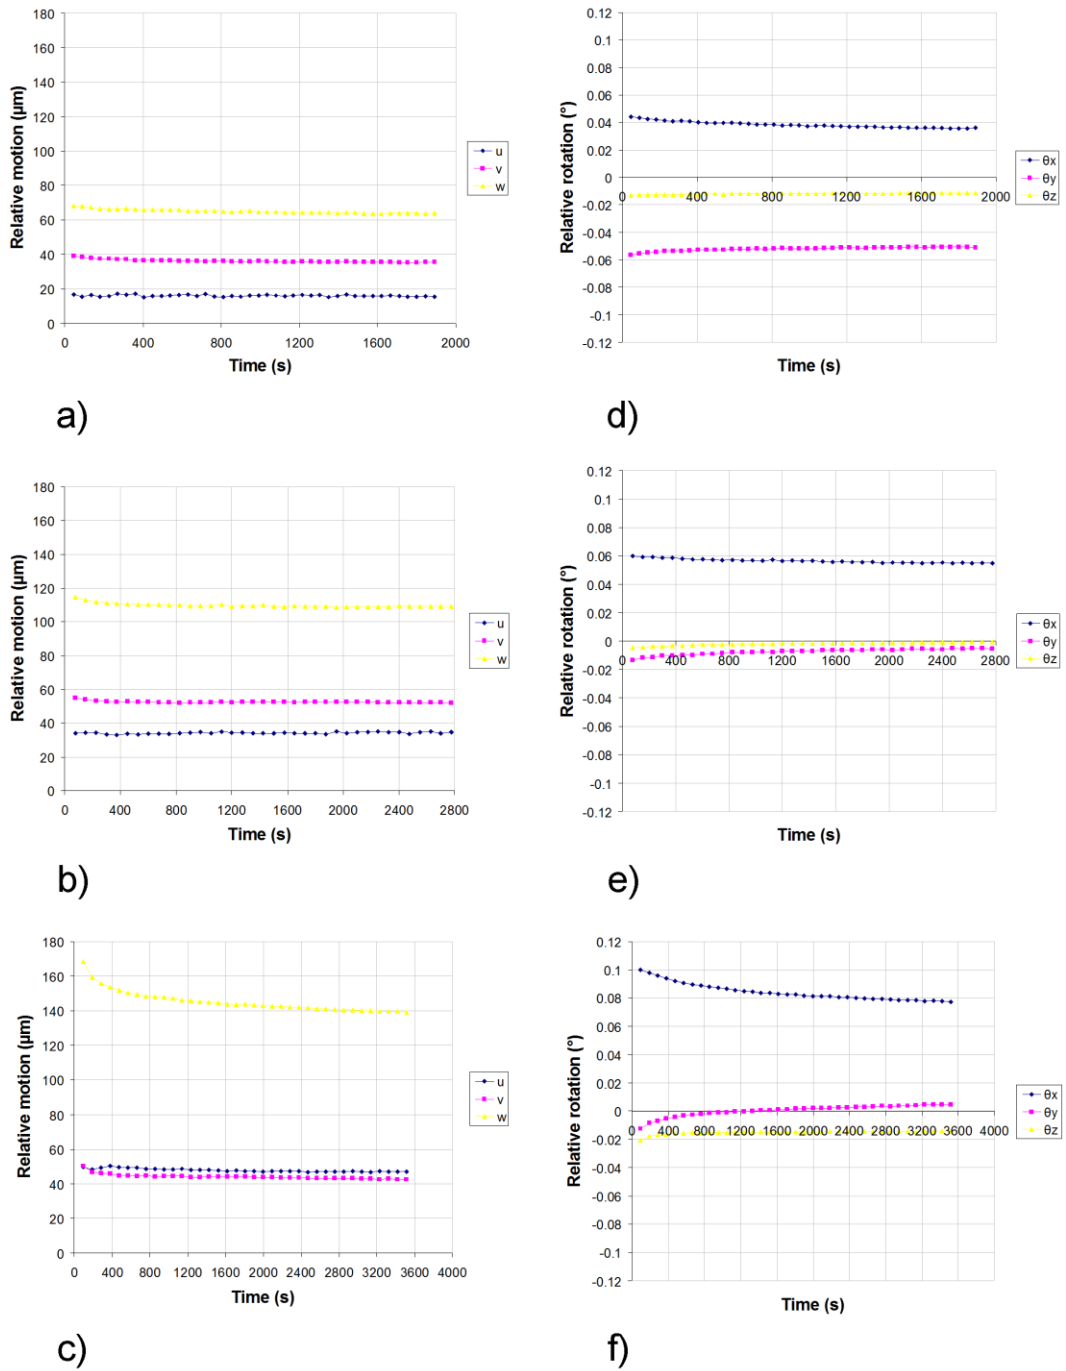 180
160
140
120
100
80
60
40
20
0
Relative motion (µm)
0 400 800 1200 1600 2000
Time (s)
u
v
w
a)
0.12
0.1
0.08
0.06
0.04
0.02
0
-0.02
-0.04
-0.06
-0.08
-0.1
-0.12
Relative rotation (°)
0 400 800 1200 1600 2000
Time (s)
θx
θy
θz
d)
180
160
140
120
100
80
60
40
20
0
Relative motion (µm)
0 400 800 1200 1600 2000 2400 2800
Time (s)
u
v
w
b)
0.12
0.1
0.08
0.06
0.04
0.02
0
-0.02
-0.04
-0.06
-0.08
-0.1
-0.12
Relative rotation (°)
0 400 800 1200 1600 2000 2400 2800
Time (s)
θx
θy
θz
e)
180
160
140
120
100
80
60
40
20
0
Relative motion (µm)
0 400 800 1200 1600 2000 2400 2800 3200 3600 4000
Time (s)
u
v
w
c)
0.12
0.1
0.08
0.06
0.04
0.02
0
-0.02
-0.04
-0.06
-0.08
-0.1
-0.12
Relative rotation (°)
0 400 800 1200 1600 2000 2400 2800 3200 3600 4000
Time (s)
θx
θy
θz
f)